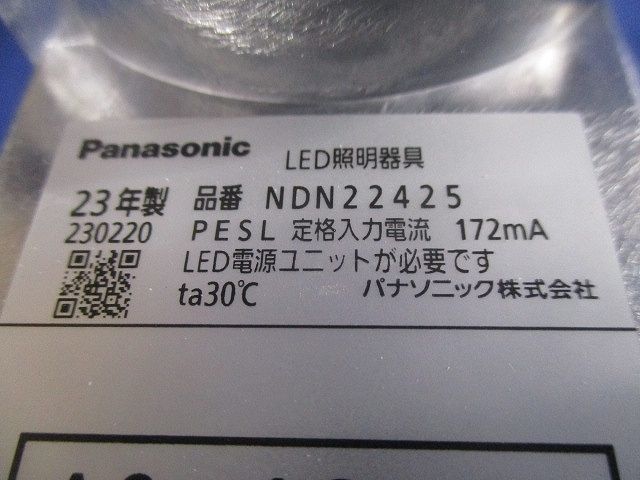 Panasonic LED照明器具
23年製 品番 NDN22425
230220 PESL 定格入力電流 172mA
LED電源ユニットが必要です
ta30℃ パナソニック株式会社